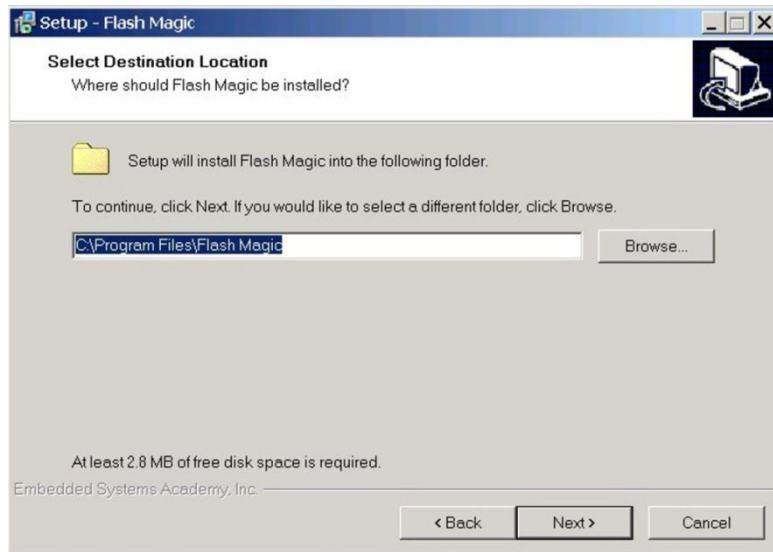 Setup - Flash Magic
Select Destination Location
Where should Flash Magic be installed?
Setup will install Flash Magic into the following folder.
To continue, click Next. If you would like to select a different folder, click Browse.
C:\Program Files\Flash Magic
Browse...
At least 2.8 MB of free disk space is required.
Embedded Systems Academy, Inc.
< Back
Next >
Cancel